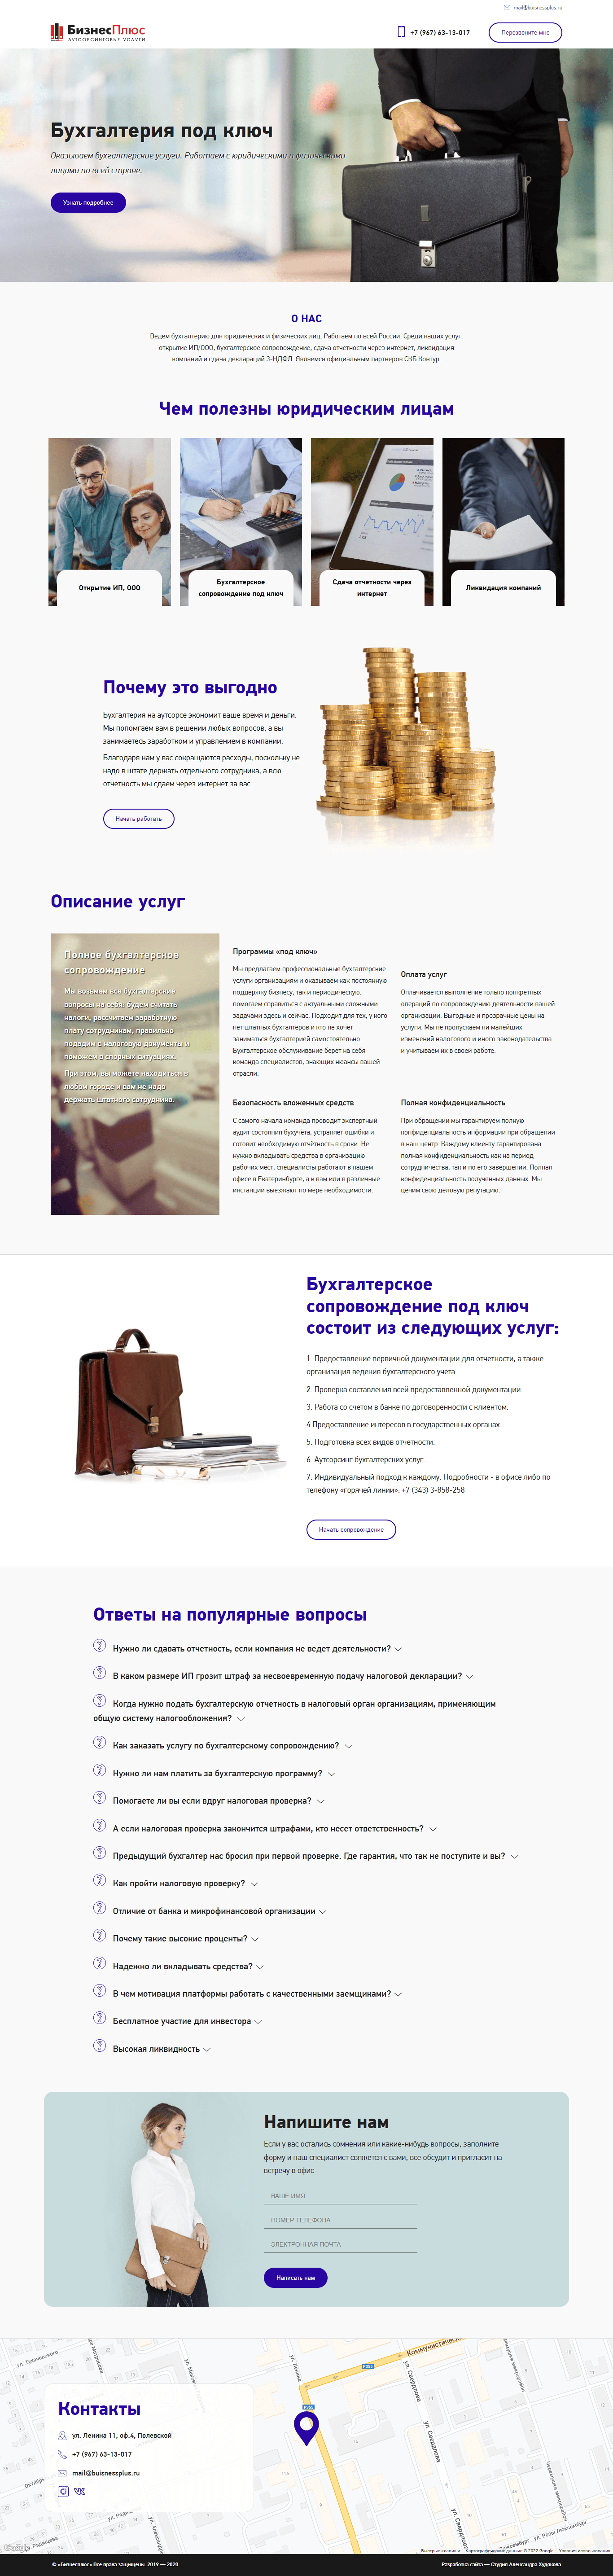 mail@buisnessplus.ru
БизнесПлюс
АУТСОРСИНГОВЫЕ УСЛУГИ
+7 (967) 63-13-017
Перезвоните мне
Бухгалтерия под ключ
Оказываем бухгалтерские услуги. Работаем с юридическими и физическими
лицами по всей стране.
Узнать подробнее
О НАС
Ведем бухгалтерию для юридических и физических лиц. Работаем по всей России. Среди наших услуг:
открытие ИП/ООО, бухгалтерское сопровождение, сдача отчетности через интернет, ликвидация
компаний и сдача деклараций 3-НДФЛ. Являемся официальным партнеров СКБ Контур.
Чем полезны юридическим лицам
Открытие ИП, ООО
Бухгалтерское
сопровождение под ключ
Сдача отчетности через
интернет
Ликвидация компаний
Почему это выгодно
Бухгалтерия на аутсорсе экономит ваше время и деньги.
Мы попомгаем вам в решении любых вопросов, а вы
занимаетесь заработком и управлением в компании.
Благодаря нам у вас сокращаются расходы, поскольку не
надо в штате держать отдельного сотрудника, а всю
отчетность мы сдаем через интернет за вас.
Начать работать
Описание услуг
Полное бухгалтерское
сопровождение
Мы возьмем все бухгалтерские
вопросы на себя: будем считать
налоги, рассчитаем заработную
плату сотрудникам, правильно
подадим в налоговую документы и
поможем в спорных ситуациях.
При этом, вы можете находиться в
любом городе и вам не надо
держать штатного сотрудника.
Программы «под ключ»
Мы предлагаем профессиональные бухгалтерские
услуги организациям и оказываем как постоянную
поддержку бизнесу, так и периодическую:
помогаем справиться с актуальными сложными
задачами здесь и сейчас. Подходит для тех, у кого
нет штатных бухгалтеров и кто не хочет
заниматься бухгалтерией самостоятельно.
Бухгалтерское обслуживание берет на себя
команда специалистов, знающих нюансы вашей
отрасли.
Оплата услуг
Оплачивается выполнение только конкретных
операций по сопровождению деятельности вашей
организации. Выгодные и прозрачные цены на
услуги. Мы не пропускаем ни малейших
изменений налогового и иного законодательства
и учитываем их в своей работе.
Безопасность вложенных средств
С самого начала команда проводит экспертный
аудит состояния бухучёта, устраняет ошибки и
готовит необходимую отчётность в сроки. Не
нужно вкладывать средства в организацию
рабочих мест, специалисты работают в нашем
офисе в Екатеринбурге, а к вам или в различные
инстанции выезжают по мере необходимости.
Полная конфиденциальность
При обращении мы гарантируем полную
конфиденциальность информации при обращении
в наш центр. Каждому клиенту гарантирована
полная конфиденциальность как на период
сотрудничества, так и по его завершении. Полная
конфиденциальность полученных данных. Мы
ценим свою деловую репутацию.
Бухгалтерское
сопровождение под ключ
состоит из следующих услуг:
1. Предоставление первичной документации для отчетности, а также
организация ведения бухгалтерского учета.
2. Проверка составления всей предоставленной документации.
3. Работа со счетом в банке по договоренности с клиентом.
4 Предоставление интересов в государственных органах.
5. Подготовка всех видов отчетности.
6. Аутсорсинг бухгалтерских услуг.
7. Индивидуальный подход к каждому. Подробности - в офисе либо по
телефону «горячей линии»: +7 (343) 3-858-258
Начать сопровождение
Ответы на популярные вопросы
Нужно ли сдавать отчетность, если компания не ведет деятельности?
В каком размере ИП грозит штраф за несвоевременную подачу налоговой декларации?
Когда нужно подать бухгалтерскую отчетность в налоговый орган организациям, применяющим
общую систему налогообложения?
Как заказать услугу по бухгалтерскому сопровождению?
Нужно ли нам платить за бухгалтерскую программу?
Помогаете ли вы если вдруг налоговая проверка?
А если налоговая проверка закончится штрафами, кто несет ответственность?
Предыдущий бухгалтер нас бросил при первой проверке. Где гарантия, что так не поступите и вы?
Как пройти налоговую проверку?
Отличие от банка и микрофинансовой организации
Почему такие высокие проценты?
Надежно ли вкладывать средства?
В чем мотивация платформы работать с качественными заемщиками?
Бесплатное участие для инвестора
Высокая ликвидность
Напишите нам
Если у вас остались сомнения или какие-нибудь вопросы, заполните
форму и наш специалист свяжется с вами, все обсудит и пригласит на
встречу в офис
ВАШЕ ИМЯ
НОМЕР ТЕЛЕФОНА
ЭЛЕКТРОННАЯ ПОЧТА
Написать нам
ул. Тукачевского
ул. Ленина
ул. Свердлова
ул. Свердлова
ул. Свердлова
Контакты
ул. Ленина 11, оф.4, Полевской
+7 (967) 63-13-017
mail@buisnessplus.ru
ул. Розы Люксембург
Быстрые клавиши
Картографические данные © 2022 Google
Условия использования
© «Бизнесплюс» Все права защищены. 2019 — 2020
Разработка сайта — Студия Александра Худякова